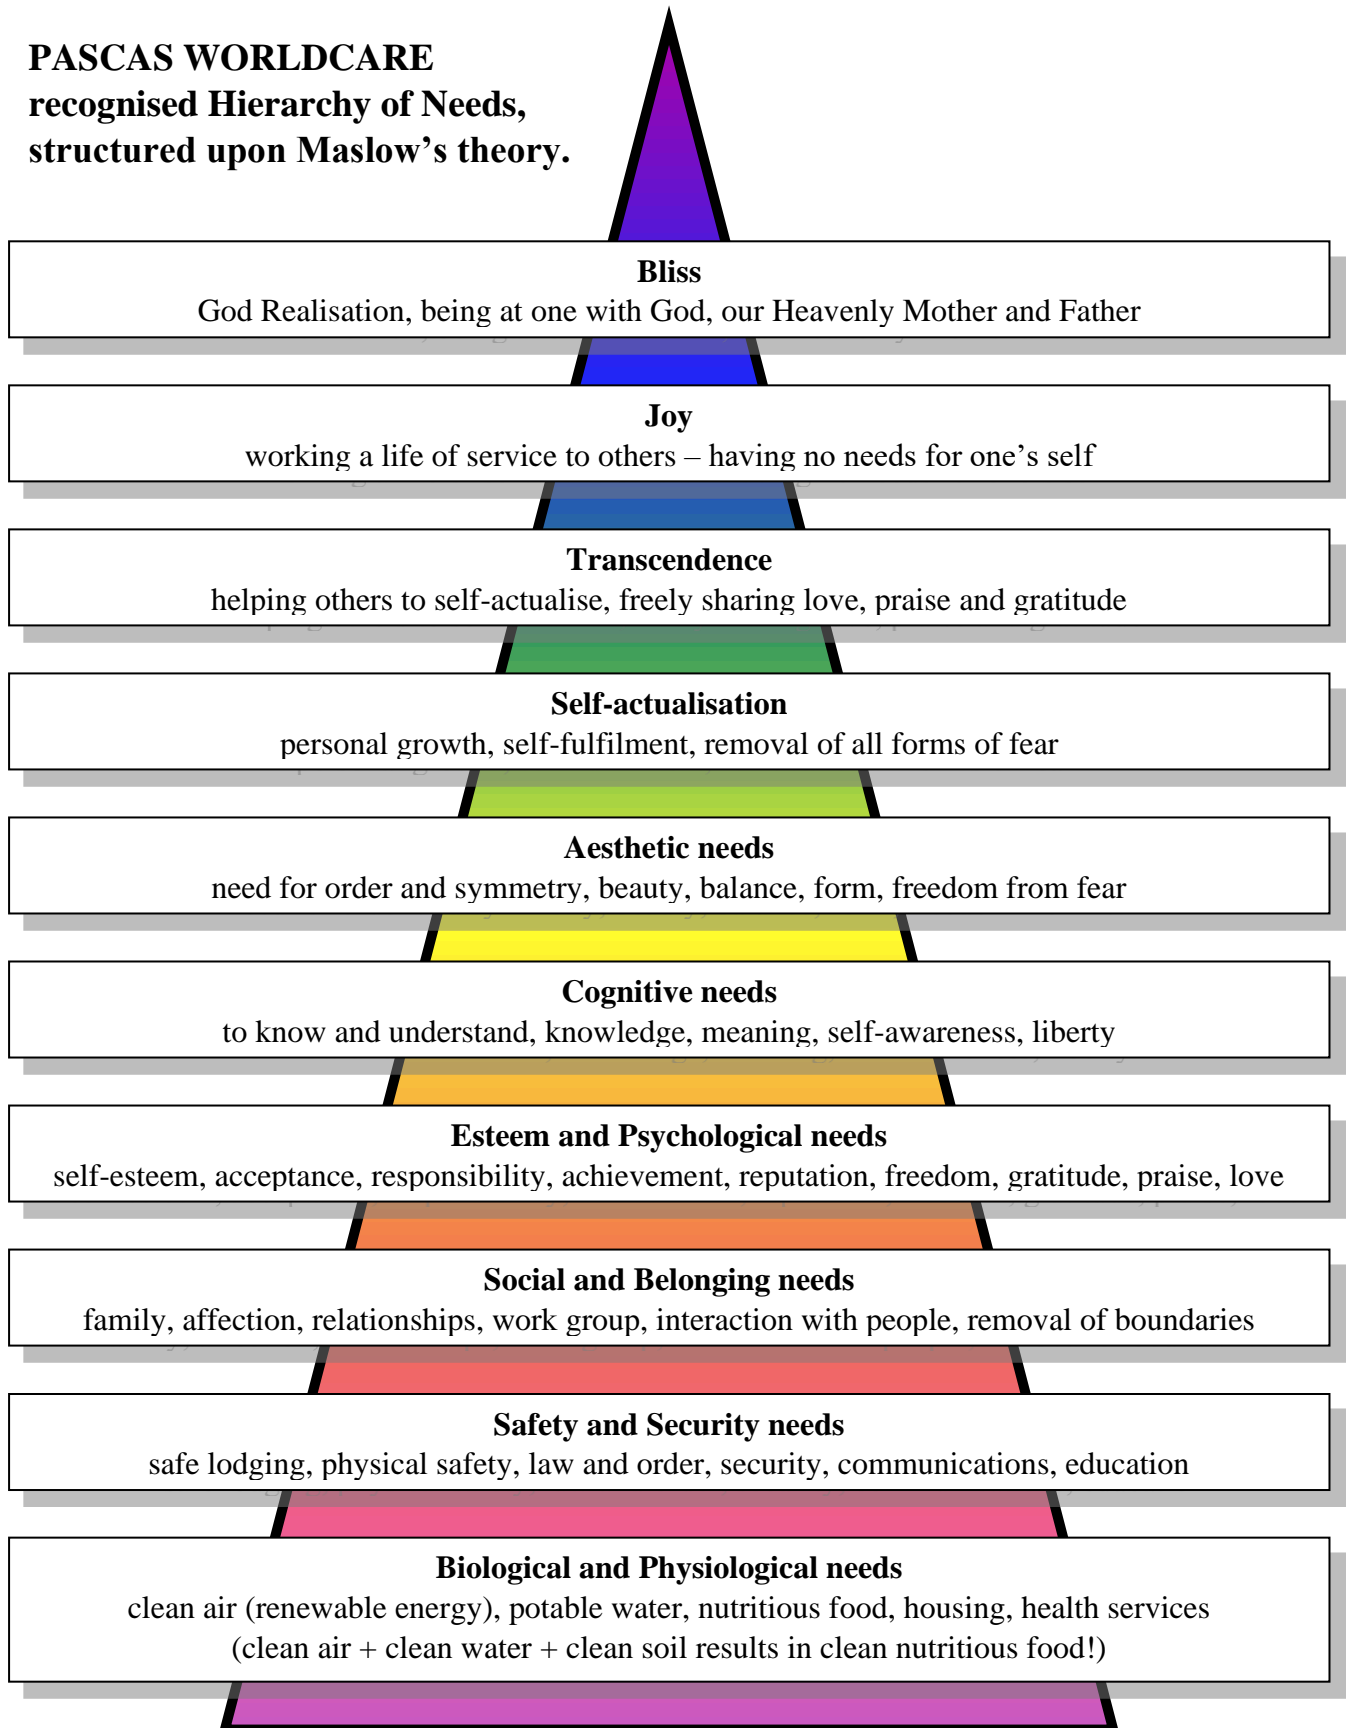 PASCAS WORLDCARE
recognised Hierarchy of Needs,
structured upon Maslow’s theory.
Bliss
God Realisation, being at one with God, our Heavenly Mother and Father
Joy
working a life of service to others – having no needs for one’s self
Transcendence
helping others to self-actualise, freely sharing love, praise and gratitude
Self-actualisation
personal growth, self-fulfilment, removal of all forms of fear
Aesthetic needs
need for order and symmetry, beauty, balance, form, freedom from fear
Cognitive needs
to know and understand, knowledge, meaning, self-awareness, liberty
Esteem and Psychological needs
self-esteem, acceptance, responsibility, achievement, reputation, freedom, gratitude, praise, love
Social and Belonging needs
family, affection, relationships, work group, interaction with people, removal of boundaries
Safety and Security needs
safe lodging, physical safety, law and order, security, communications, education
Biological and Physiological needs
clean air (renewable energy), potable water, nutritious food, housing, health services
(clean air + clean water + clean soil results in clean nutritious food!)